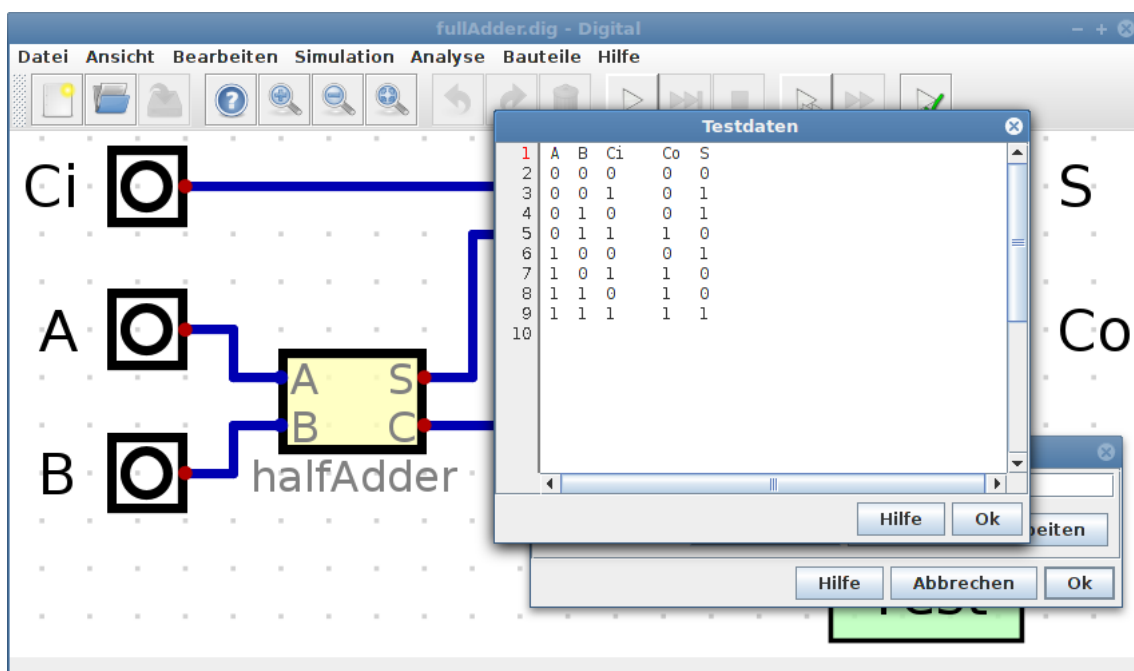 fullAdder.dig - Digital
Datei Ansicht Bearbeiten Simulation Analyse Bauteile Hilfe
Testdaten
1 A B Ci Co S
2 0 0 0 0 0
3 0 0 1 0 1
4 0 1 0 0 1
5 0 1 1 1 0
6 1 0 0 0 1
7 1 0 1 1 0
8 1 1 0 1 0
9 1 1 1 1 1
10
Hilfe Ok
Ci
S
A
Co
A S
B C
halfAdder
B
beiten
Hilfe Abbrechen Ok
Test